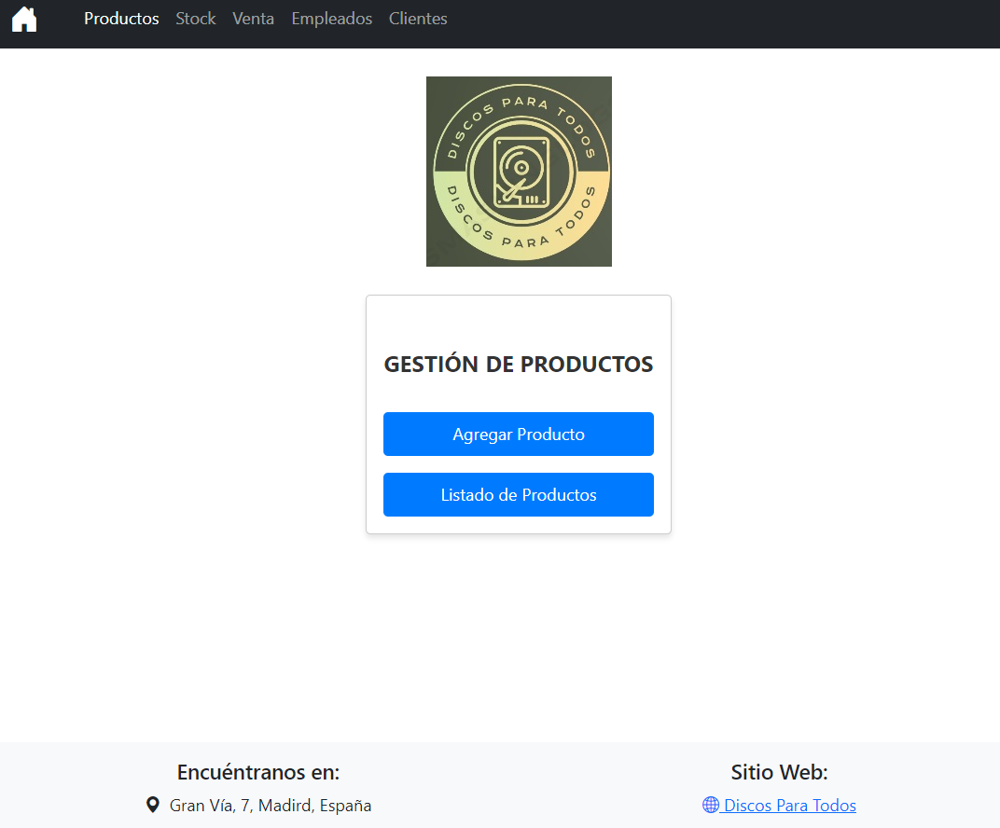 Productos Stock Venta Empleados Clientes
DISCOS PARA TODOS
DISCOS PARA TODOS
GESTIÓN DE PRODUCTOS
Agregar Producto
Listado de Productos
Encuéntranos en:
Gran Vía, 7, Madird, España
Sitio Web:
Discos Para Todos